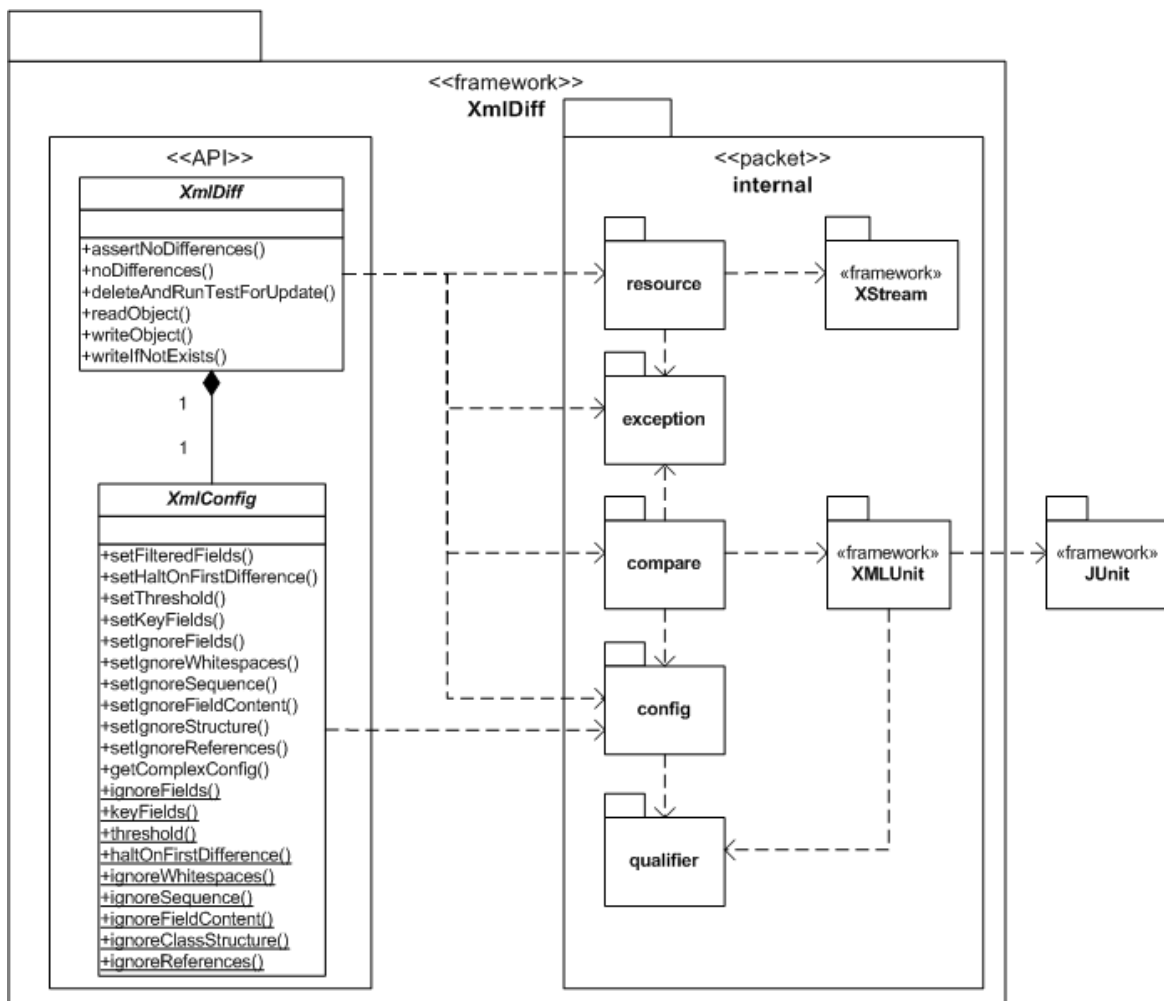 <<framework>>
XmlDiff
<<API>>
XmlDiff
+assertNoDifferences()
+noDifferences()
+deleteAndRunTestForUpdate()
+readObject()
+writeObject()
+writeIfNotExists()
1
1
XmlConfig
+setFilteredFields()
+setHaltOnFirstDifference()
+setThreshold()
+setKeyFields()
+setIgnoreFields()
+setIgnoreWhitespaces()
+setIgnoreSequence()
+setIgnoreFieldContent()
+setIgnoreStructure()
+setIgnoreReferences()
+getComplexConfig()
+ignoreFields()
+keyFields()
+threshold()
+haltOnFirstDifference()
+ignoreWhitespaces()
+ignoreSequence()
+ignoreFieldContent()
+ignoreClassStructure()
+ignoreReferences()
<<packet>>
internal
resource
«framework»
XStream
exception
compare
«framework»
XMLUnit
«framework»
JUnit
config
qualifier